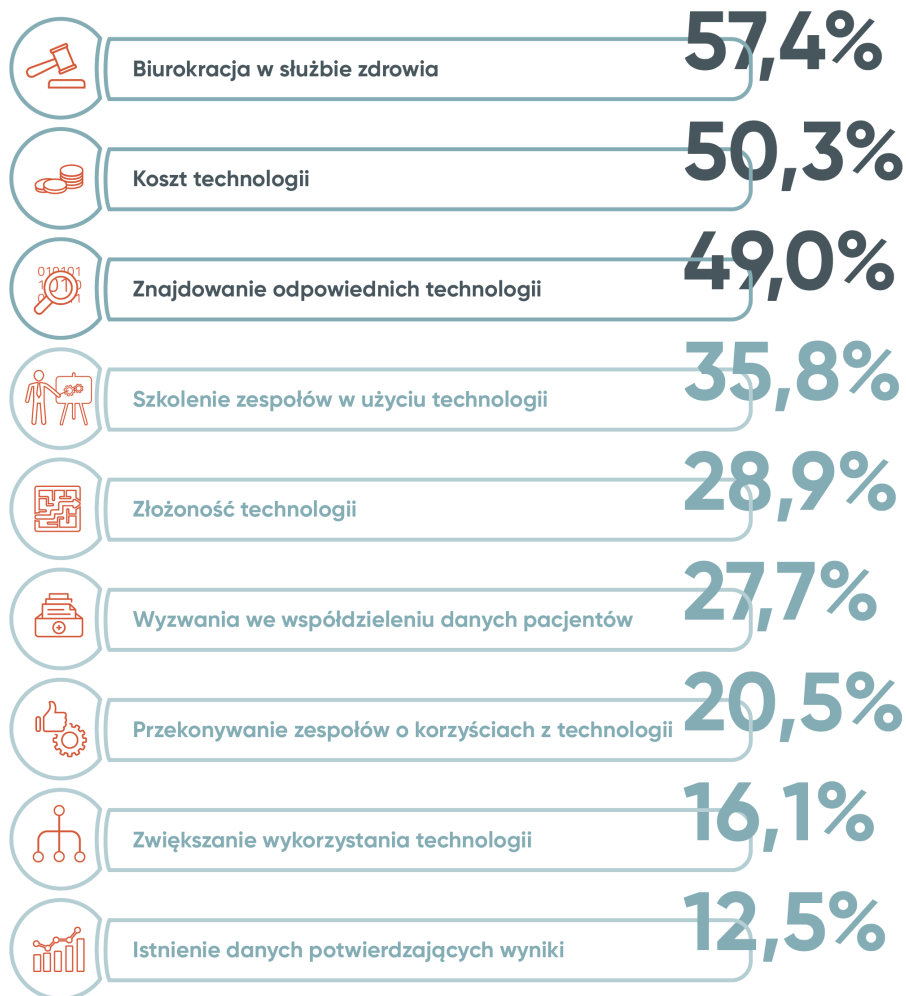 Biurokracja w służbie zdrowia 57,4%
Koszt technologii 50,3%
010101
Znajdowanie odpowiednich technologii 49,0%
Szkolenie zespołów w użyciu technologii 35,8%
Złożoność technologii 28,9%
Wyzwania we współdzieleniu danych pacjentów 27,7%
Przekonywanie zespołów o korzyściach z technologii 20,5%
Zwiększanie wykorzystania technologii 16,1%
Istnienie danych potwierdzających wyniki 12,5%